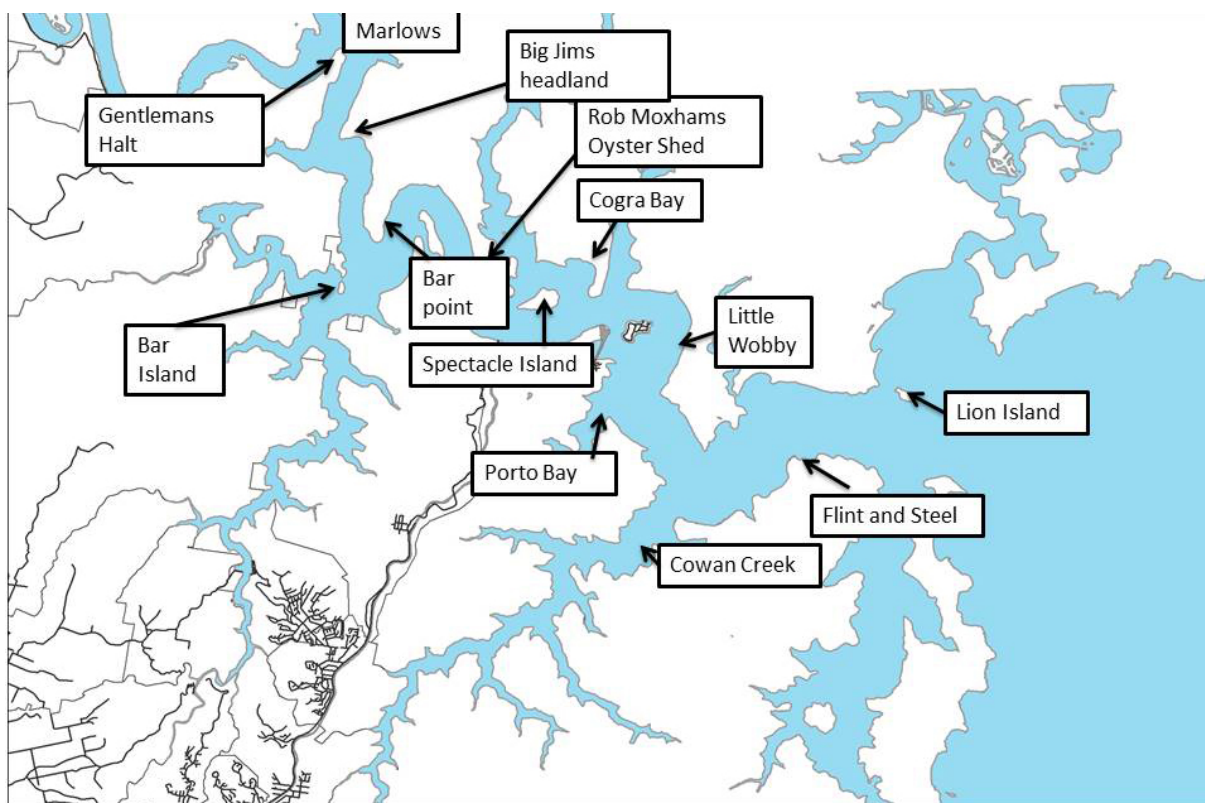 Marlows
Big Jims
headland
Gentlemans
Halt
Rob Moxhams
Oyster Shed
Cogra Bay
Bar
point
Little
Wobby
Bar
Island
Spectacle Island
Lion Island
Porto Bay
Flint and Steel
Cowan Creek